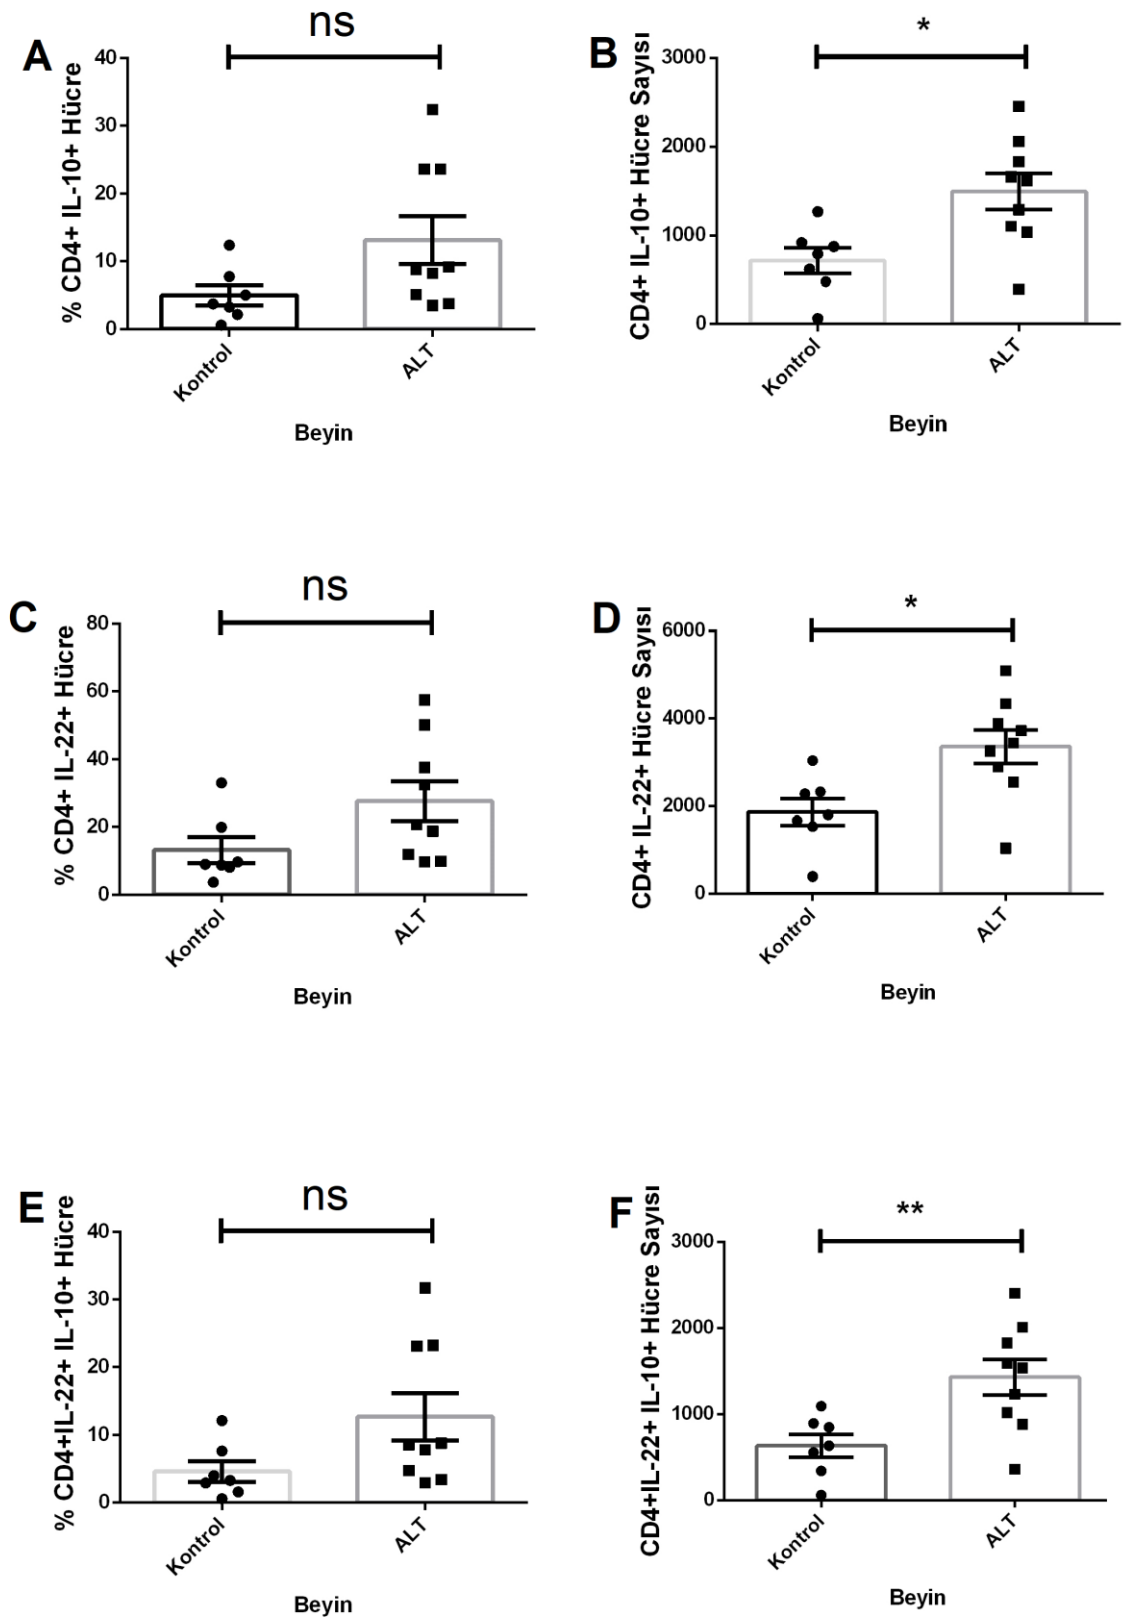 A
% CD4+ IL-10+ Hücre
ns
40
30
20
10
0
Kontrol
ALT
Beyin
B
CD4+ IL-10+ Hücre Sayısı
*
3000
2000
1000
0
Kontrol
ALT
Beyin
C
% CD4+ IL-22+ Hücre
ns
80
60
40
20
0
Kontrol
ALT
Beyin
D
CD4+ IL-22+ Hücre Sayısı
*
6000
4000
2000
0
Kontrol
ALT
Beyin
E
% CD4+IL-22+ IL-10+ Hücre
ns
40
30
20
10
0
Kontrol
ALT
Beyin
F
CD4+IL-22+ IL-10+ Hücre Sayısı
**
3000
2000
1000
0
Kontrol
ALT
Beyin